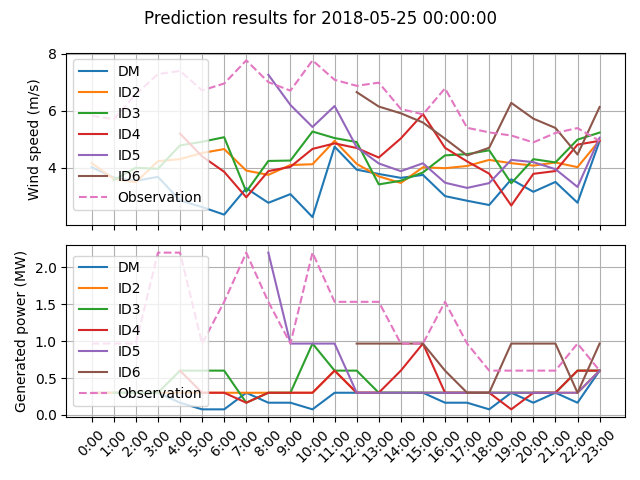 Prediction results for 2018-05-25 00:00:00
Wind speed (m/s)
8
6
4
DM
ID2
ID3
ID4
ID5
ID6
Observation
Generated power (MW)
2.0
1.5
1.0
0.5
0.0
DM
ID2
ID3
ID4
ID5
ID6
Observation
0:00
1:00
2:00
3:00
4:00
5:00
6:00
7:00
8:00
9:00
10:00
11:00
12:00
13:00
14:00
15:00
16:00
17:00
18:00
19:00
20:00
21:00
22:00
23:00